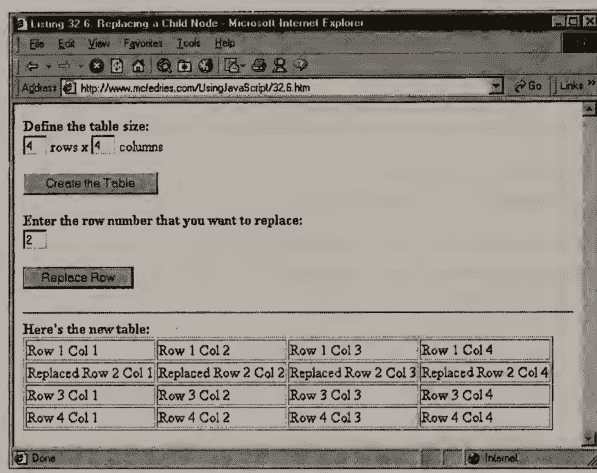 Listing 32.6. Replacing a Child Node - Microsoft Internet Explorer
File Edit View Favorites Tools Help
Address http://www.mcfedries.com/UsingJavaScript/32.6.htm Go Links »
Define the table size:
4 rows x 4 columns
Create the Table
Enter the row number that you want to replace:
2
Replace Row
Here's the new table:
Row 1 Col 1 Row 1 Col 2 Row 1 Col 3 Row 1 Col 4
Replaced Row 2 Col 1 Replaced Row 2 Col 2 Replaced Row 2 Col 3 Replaced Row 2 Col 4
Row 3 Col 1 Row 3 Col 2 Row 3 Col 3 Row 3 Col 4
Row 4 Col 1 Row 4 Col 2 Row 4 Col 3 Row 4 Col 4
Done Internet